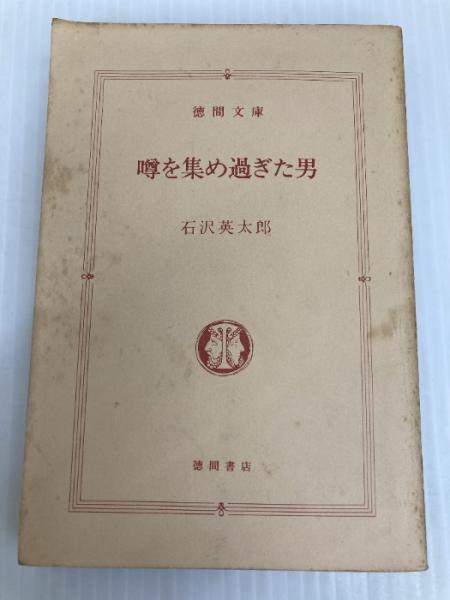 徳間文庫
噂を集め過ぎた男
石沢英太郎
徳間書店